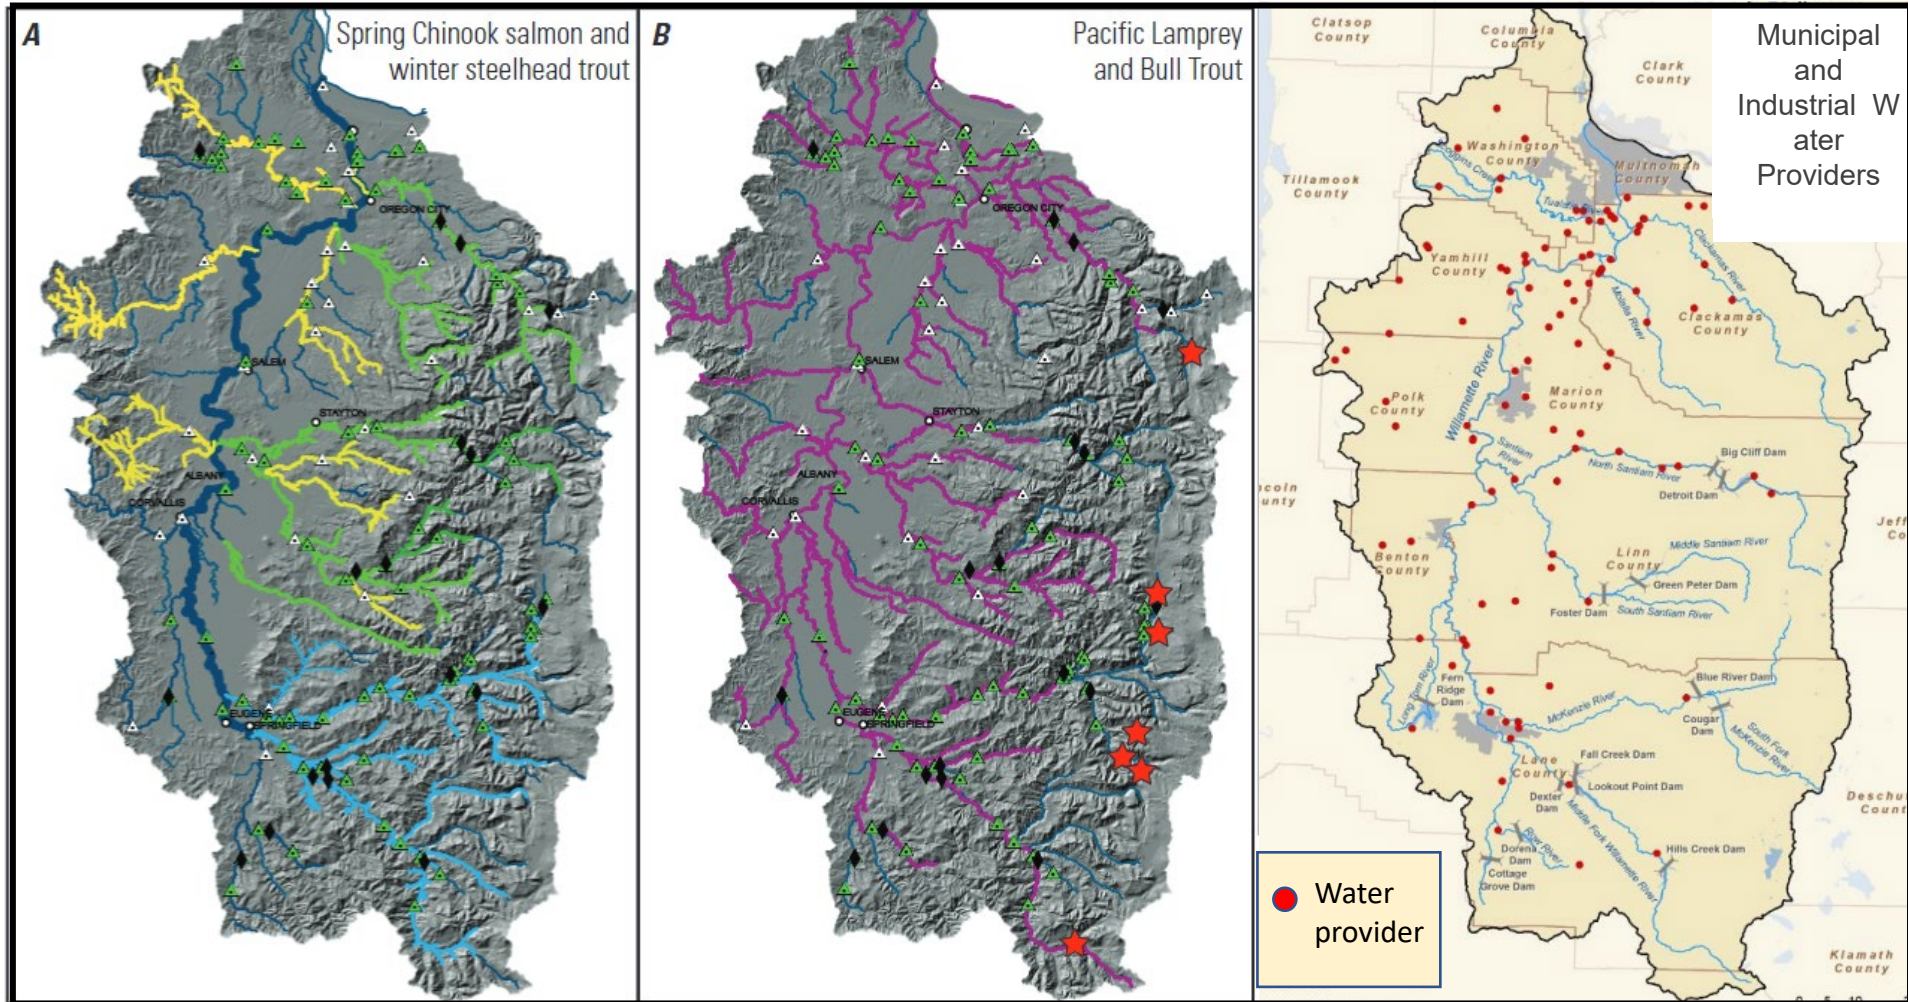 A
Spring Chinook salmon and
winter steelhead trout
OREGON CITY
SALEM
STAYTON
ALBANY
CORVALLIS
EUGENE
SPRINGFIELD
B
Pacific Lamprey
and Bull Trout
OREGON CITY
SALEM
STAYTON
ALBANY
CORVALLIS
EUGENE
SPRINGFIELD
Municipal
and
Industrial W
ater
Providers
Clatsop
County
Columbia
County
Clark
County
Washington
County
Multnomah
County
Tillamook
County
Tualatin River
Clackamas River
Yamhill
County
Molalla River
Clackamas
County
Willamette River
Polk
County
Marion
County
Santiam
River
North Santiam River
Big Cliff Dam
Detroit Dam
Benton
County
Linn
County
Middle Santiam River
Green Peter Dam
Foster Dam
South Santiam River
Long Tom River
Fern
Ridge
Dam
McKenzie River
Blue River Dam
Cougar
Dam
South Fork
McKenzie River
Lane
County
Fall Creek Dam
Lookout Point Dam
Dexter
Dam
Middle Fork Willamette River
Row River
Dorena
Dam
Cottage
Grove Dam
Hills Creek Dam
Klamath
County
Water
provider